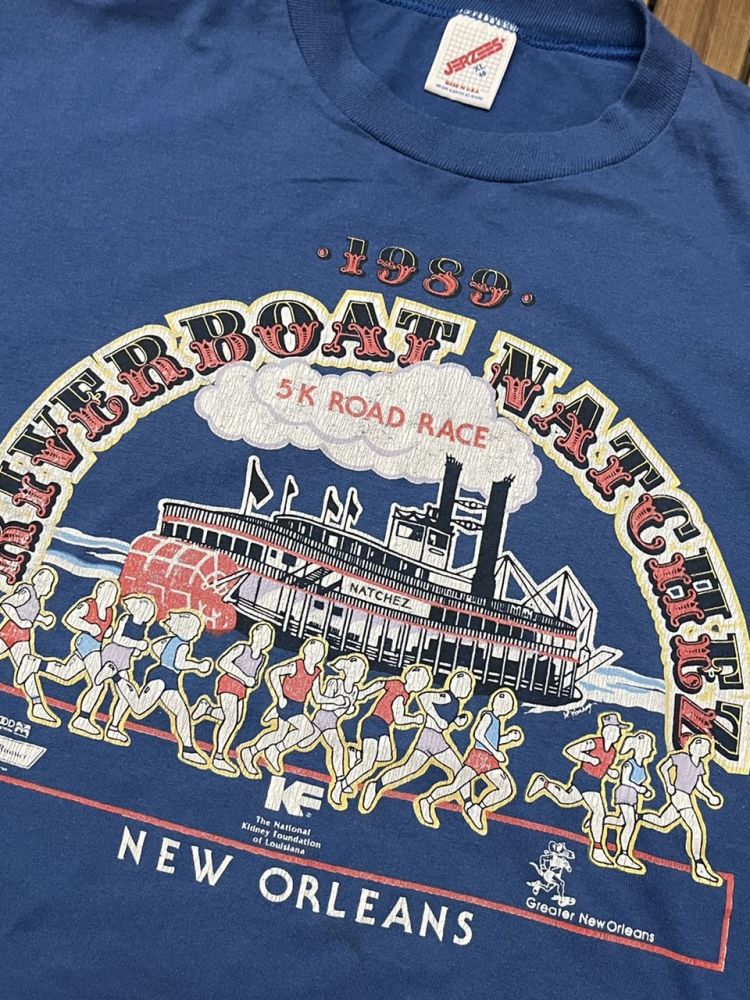 JERZEES
XL
MADE IN U.S.A.
·1989·
RIVERBOAT NATCHEZ
5K ROAD RACE
NATCHEZ
KF
The National
Kidney Foundation
of Louisiana
NEW ORLEANS
Greater New Orleans